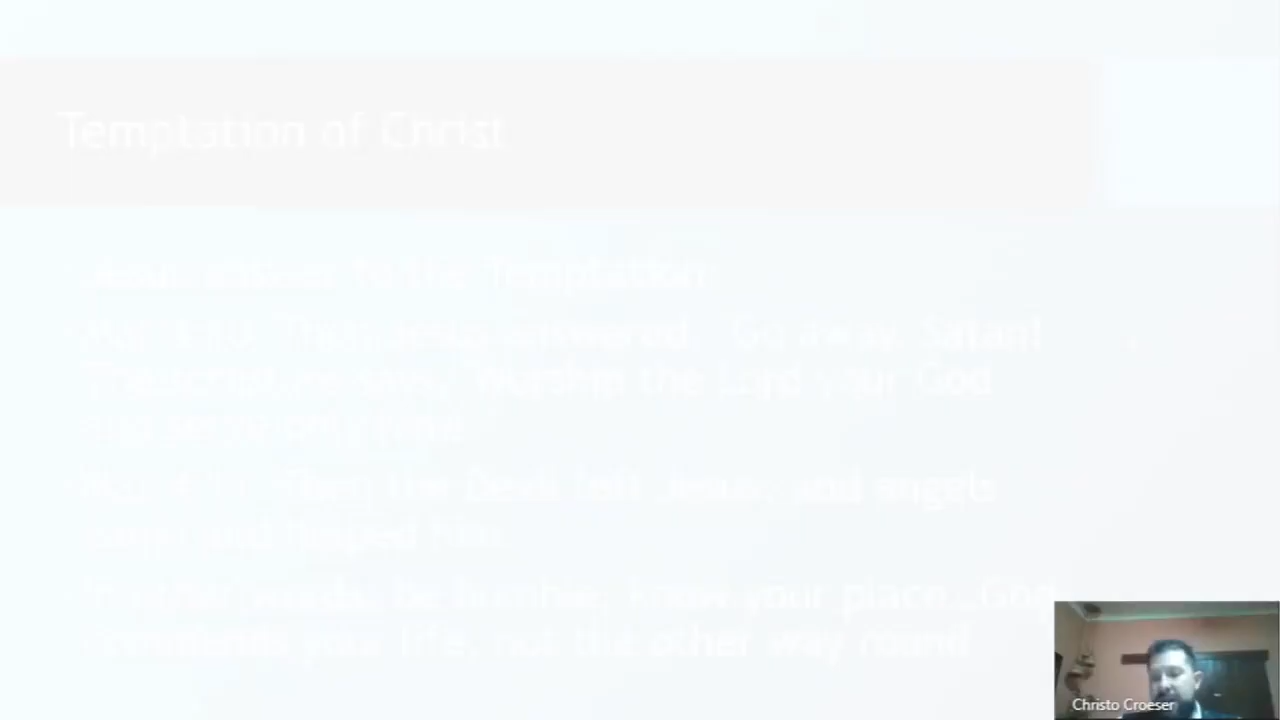 Temptation of Christ
Jesus answer to the Temptation
Mat 4:10 Then Jesus answered, Go away, Satan!
The scripture says, Worship the Lord your God
and serve only him!
Mat 4:11 Then the Devil left Jesus; and angels
came and helped him.
In other words, be humble, know your place. God
commends your life, not the other way round
Christo Croeser